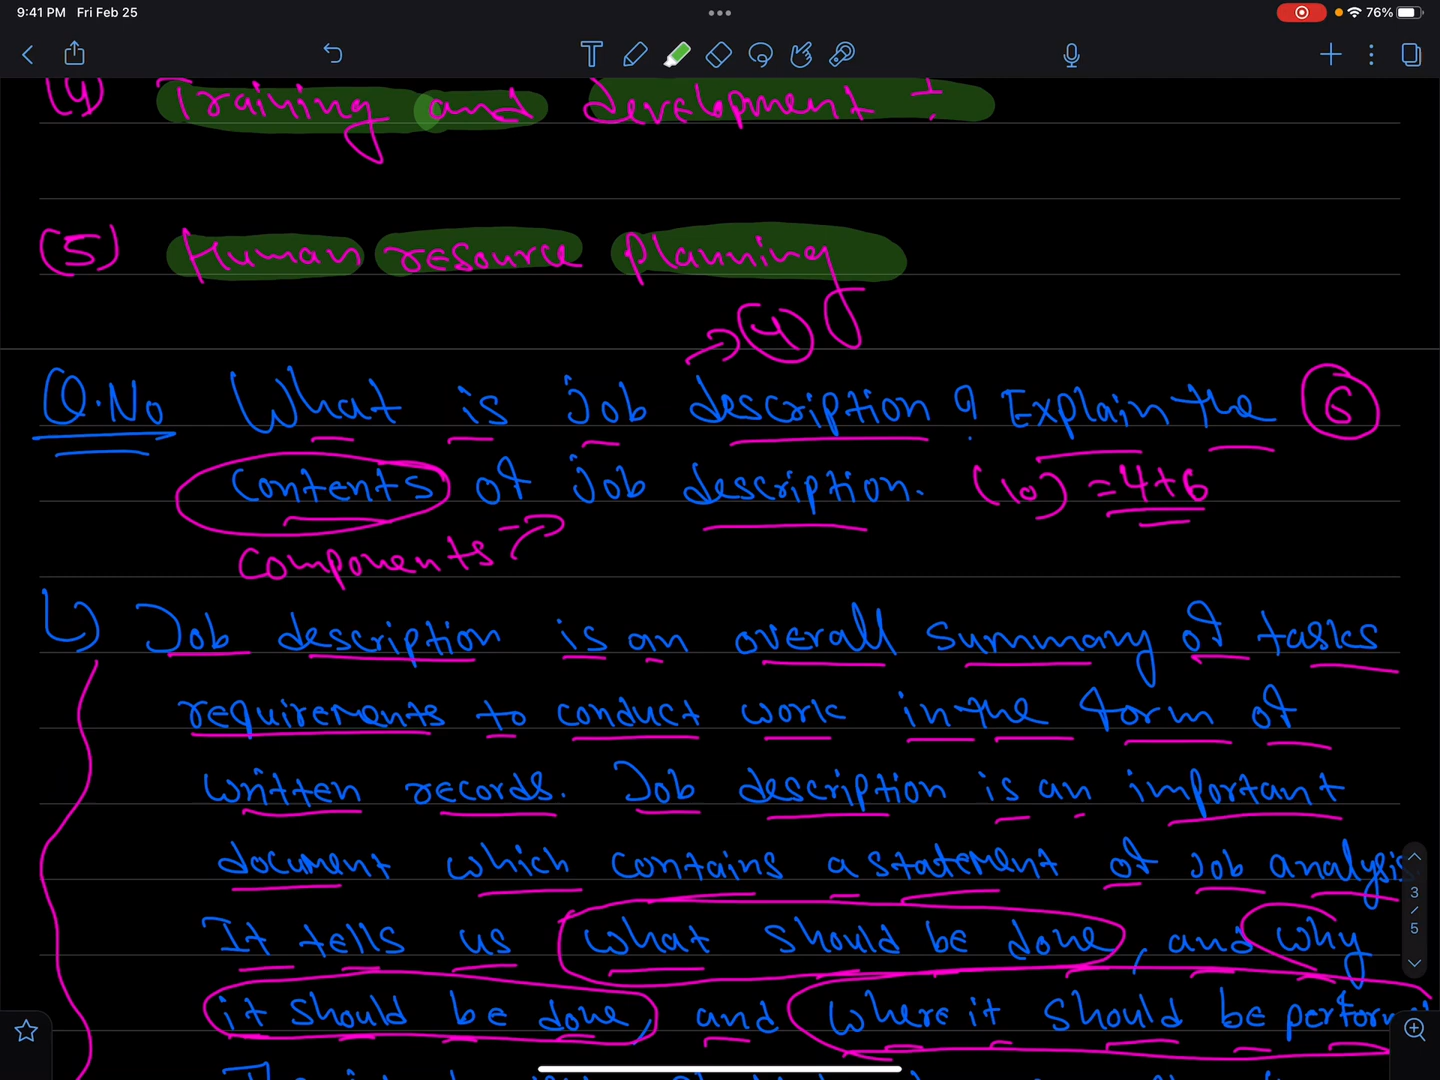 9:41 PM Fri Feb 25
76%
T
(4) Training and development :
(5) Human resource planning
→ (4)
Q.No What is Job description ? Explain the (6)
contents of Job description. (10) = 4+6
components →
↳ Job description is an overall summary of tasks
requirements to conduct work in the form of
written records. Job description is an important
document which contains a statement of Job analysis
It tells us what should be done, and why
it should be done, and where it should be perform
3
/
5